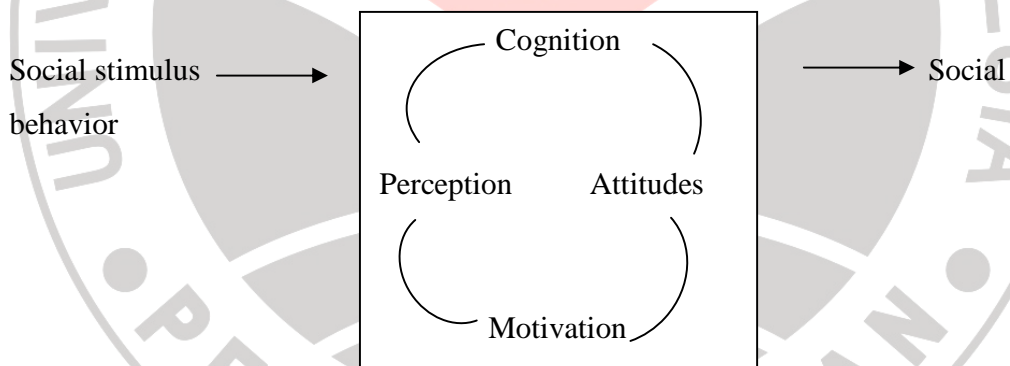 Cognition
Social stimulus Social
behavior
Perception Attitudes
Motivation